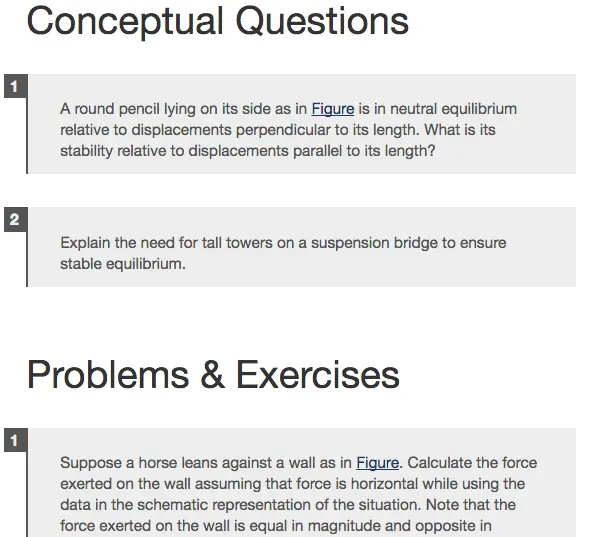 Conceptual Questions
1
A round pencil lying on its side as in Figure is in neutral equilibrium
relative to displacements perpendicular to its length. What is its
stability relative to displacements parallel to its length?
2
Explain the need for tall towers on a suspension bridge to ensure
stable equilibrium.
Problems & Exercises
1
Suppose a horse leans against a wall as in Figure. Calculate the force
exerted on the wall assuming that force is horizontal while using the
data in the schematic representation of the situation. Note that the
force exerted on the wall is equal in magnitude and opposite in